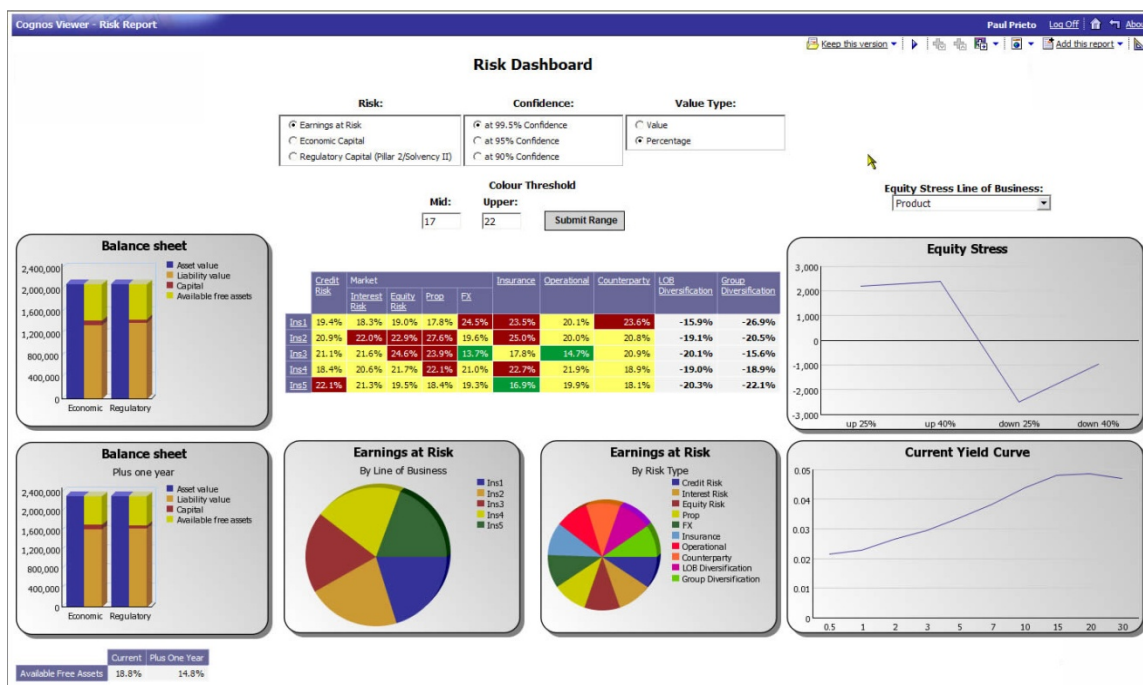 Cognos Viewer - Risk Report
Paul Prieto Log Off Abou
Keep this version Add this report
Risk Dashboard
Risk: Confidence: Value Type:
Earnings at Risk at 99.5% Confidence Value
Economic Capital at 95% Confidence Percentage
Regulatory Capital (Pillar 2/Solvency II) at 90% Confidence
Colour Threshold
Mid: Upper:
17 22 Submit Range
Equity Stress Line of Business:
Product
Balance sheet
Asset value
Liability value
Capital
Available free assets
2,400,000
2,000,000
1,600,000
1,200,000
800,000
400,000
0
Economic Regulatory
Credit Risk Market Insurance Operational Counterparty LOB Diversification Group Diversification
Interest Risk Equity Risk Prop FX
Ins1 19.4% 18.3% 19.0% 17.8% 24.5% 23.5% 20.1% 23.6% -15.9% -26.9%
Ins2 20.9% 22.0% 22.9% 27.6% 19.6% 25.0% 20.0% 20.8% -19.1% -20.5%
Ins3 21.1% 21.6% 24.6% 23.9% 13.7% 17.8% 14.7% 20.9% -20.1% -15.6%
Ins4 18.4% 20.6% 21.7% 22.1% 21.0% 22.7% 21.9% 18.9% -19.0% -18.9%
Ins5 22.1% 21.3% 19.5% 18.4% 19.3% 16.9% 19.9% 18.1% -20.3% -22.1%
Equity Stress
3,000
2,000
1,000
0
-1,000
-2,000
-3,000
up 25% up 40% down 25% down 40%
Balance sheet
Plus one year
Asset value
Liability value
Capital
Available free assets
2,400,000
2,000,000
1,600,000
1,200,000
800,000
400,000
0
Economic Regulatory
Earnings at Risk
By Line of Business
Ins1
Ins2
Ins3
Ins4
Ins5
Earnings at Risk
By Risk Type
Credit Risk
Interest Risk
Equity Risk
Prop
FX
Insurance
Operational
Counterparty
LOB Diversification
Group Diversification
Current Yield Curve
0.05
0.04
0.03
0.02
0.01
0
0.5 1 2 3 5 7 10 15 20 30
Current Plus One Year
Available Free Assets 18.8% 14.8%